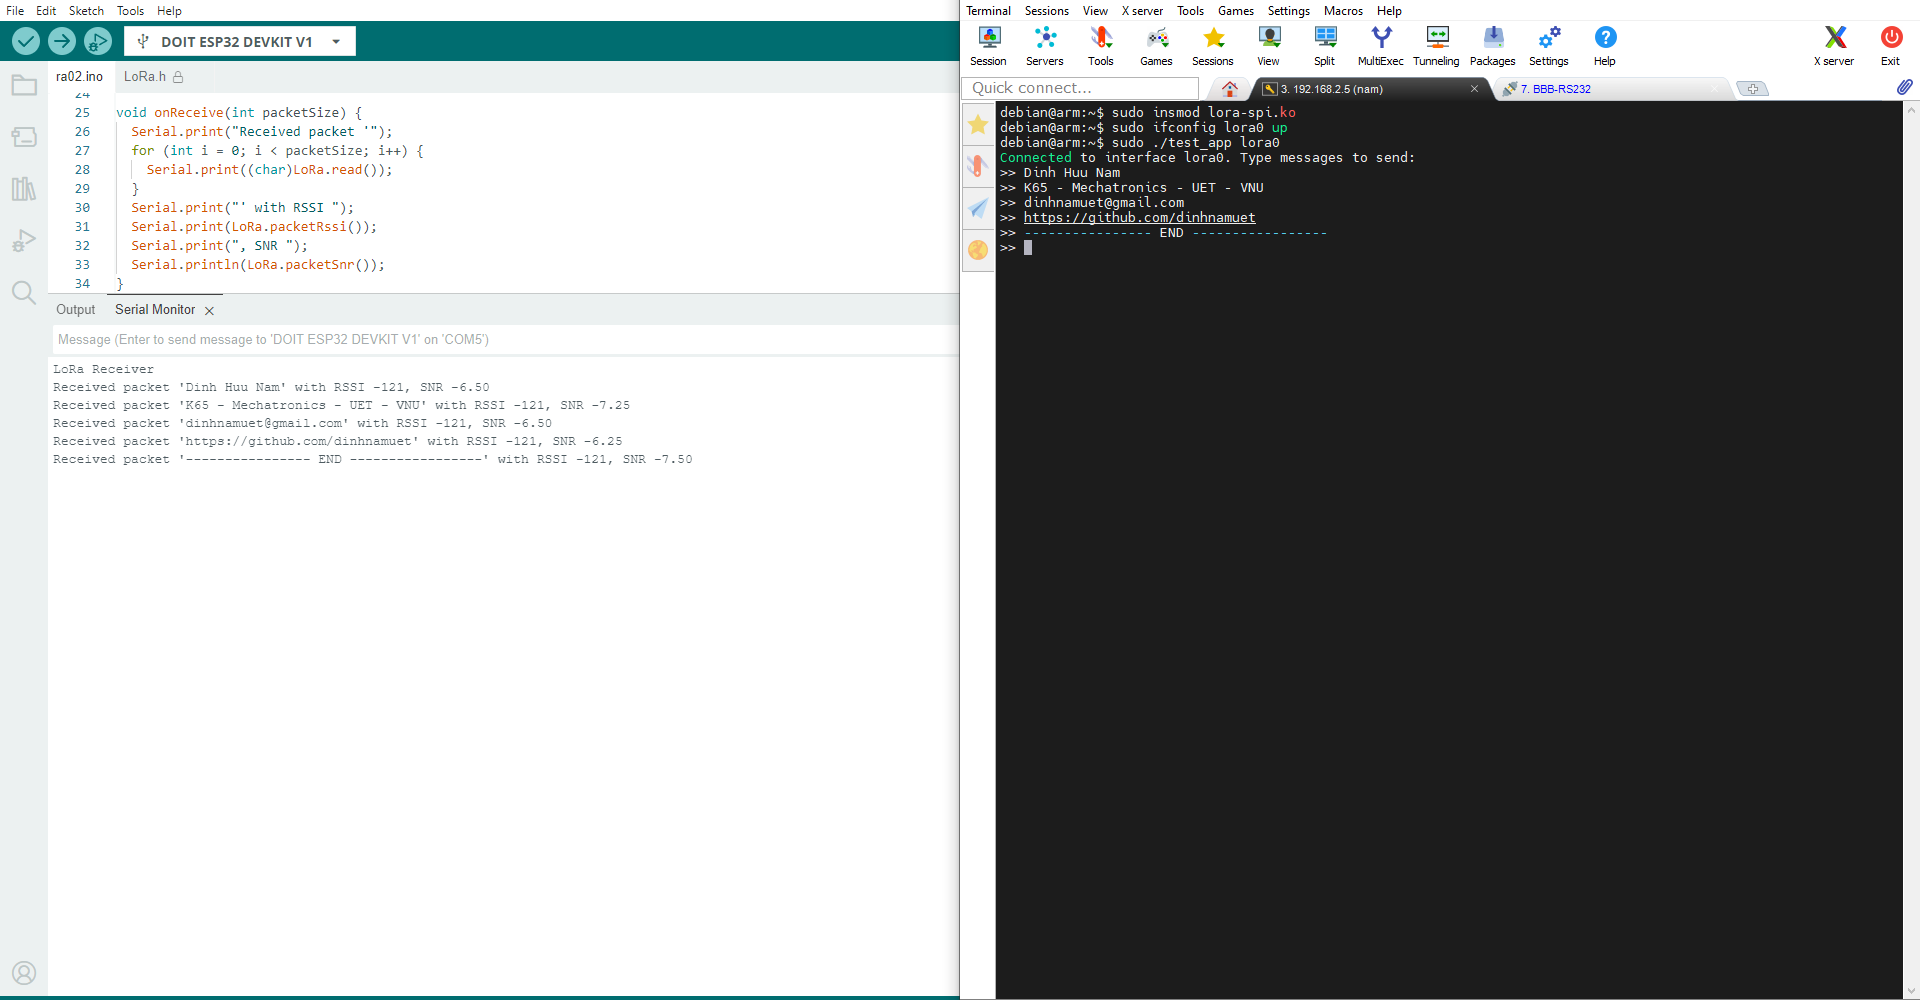 File Edit Sketch Tools Help
DOIT ESP32 DEVKIT V1
ra02.ino LoRa.h
24
25 void onReceive(int packetSize) {
26 Serial.print("Received packet '");
27 for (int i = 0; i < packetSize; i++) {
28 Serial.print((char)LoRa.read());
29 }
30 Serial.print("' with RSSI ");
31 Serial.print(LoRa.packetRssi());
32 Serial.print(", SNR ");
33 Serial.println(LoRa.packetSnr());
34 }
Output Serial Monitor
Message (Enter to send message to 'DOIT ESP32 DEVKIT V1' on 'COM5')
LoRa Receiver
Received packet 'Dinh Huu Nam' with RSSI -121, SNR -6.50
Received packet 'K65 - Mechatronics - UET - VNU' with RSSI -121, SNR -7.25
Received packet 'dinhnamuet@gmail.com' with RSSI -121, SNR -6.50
Received packet 'https://github.com/dinhnamuet' with RSSI -121, SNR -6.25
Received packet '---------------- END -----------------' with RSSI -121, SNR -7.50
Terminal Sessions View X server Tools Games Settings Macros Help
Session Servers Tools Games Sessions View Split MultiExec Tunneling Packages Settings Help X server Exit
Quick connect... 3. 192.168.2.5 (nam) 7. BBB-RS232
debian@arm:~$ sudo insmod lora-spi.ko
debian@arm:~$ sudo ifconfig lora0 up
debian@arm:~$ sudo ./test_app lora0
Connected to interface lora0. Type messages to send:
>> Dinh Huu Nam
>> K65 - Mechatronics - UET - VNU
>> dinhnamuet@gmail.com
>> https://github.com/dinhnamuet
>> ---------------- END -----------------
>>